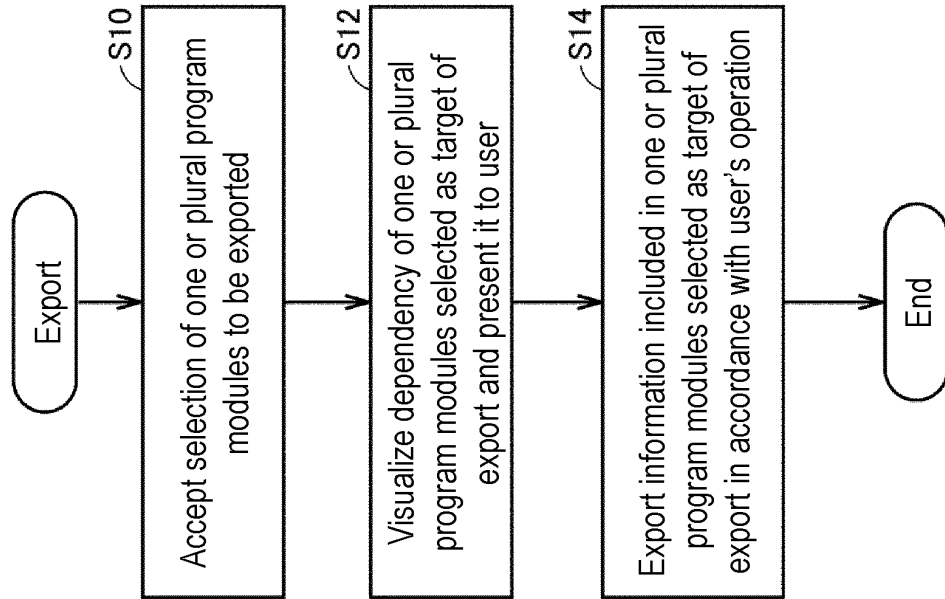 Export
S10
Accept selection of one or plural program
modules to be exported
S12
Visualize dependency of one or plural
program modules selected as target of
export and present it to user
S14
Export information included in one or plural
program modules selected as target of
export in accordance with user's operation
End